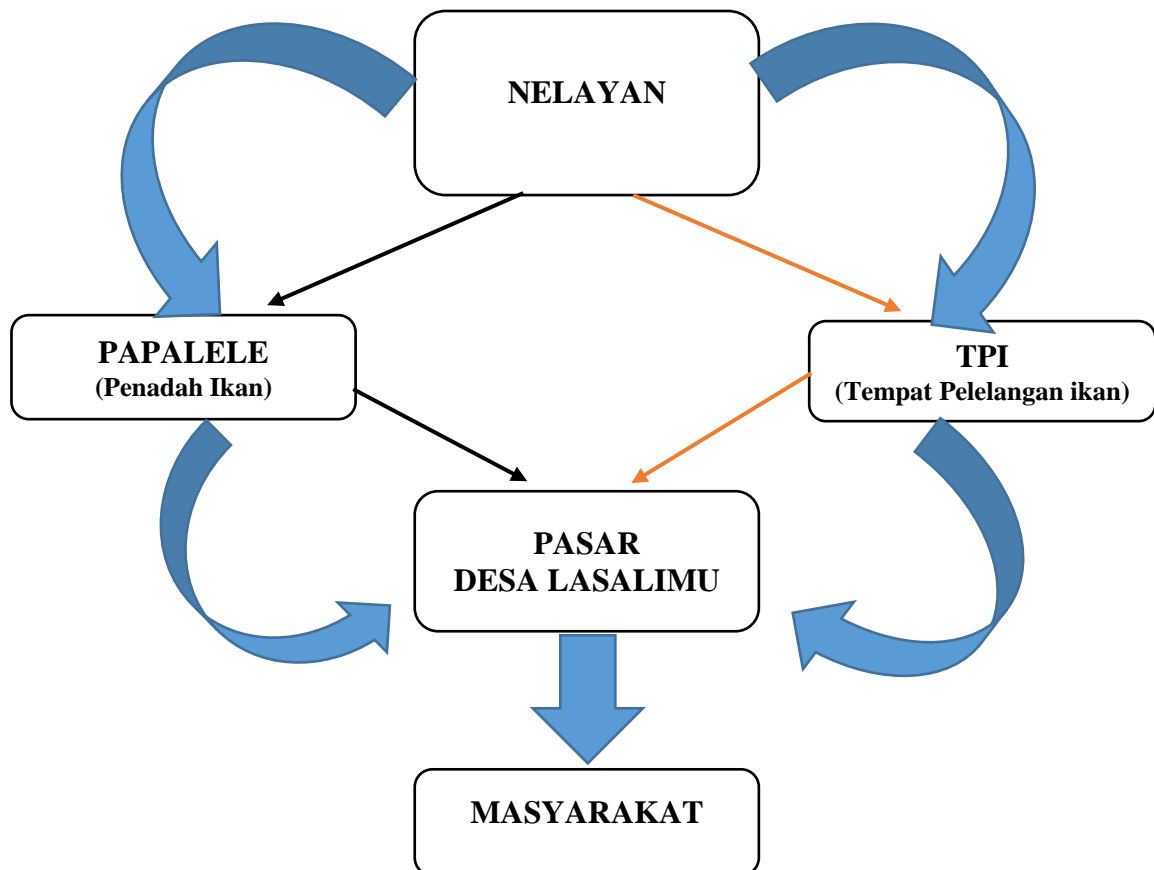 NELAYAN
PAPALELE
(Penadah Ikan)
TPI
(Tempat Pelelangan ikan)
PASAR
DESA LASALIMU
MASYARAKAT